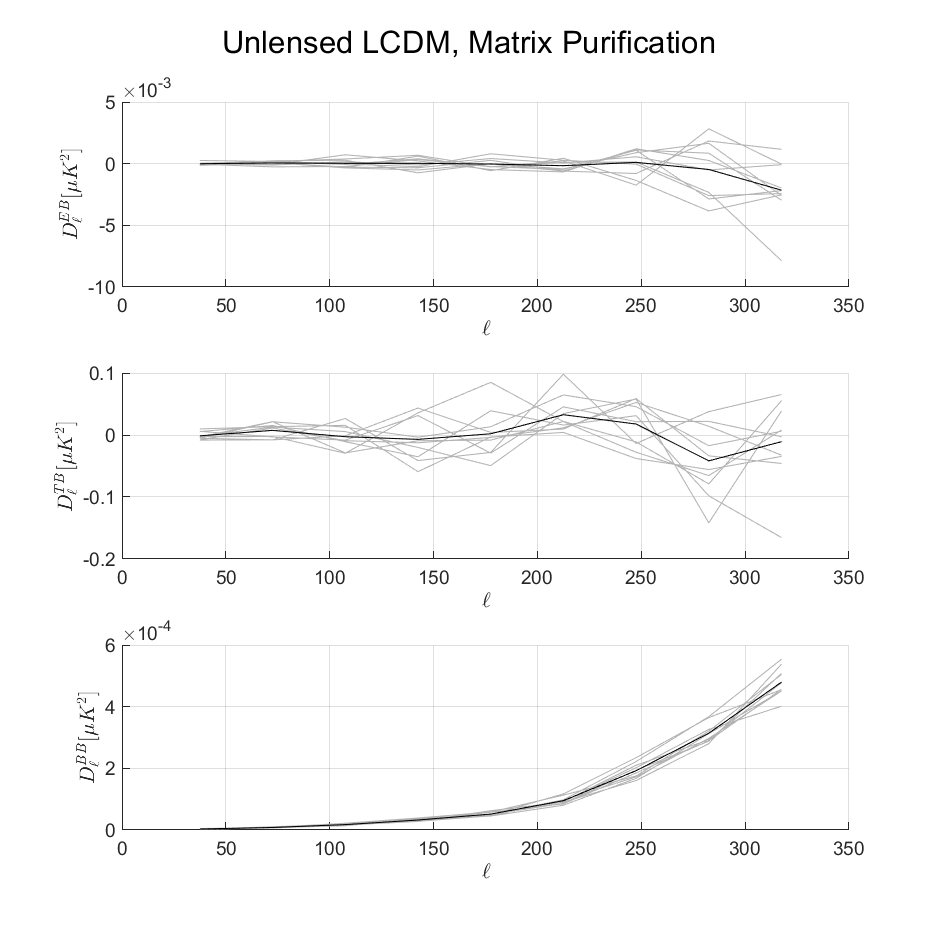 Unlensed LCDM, Matrix Purification
×10⁻³
5
0
-5
-10
D_ℓ^{EB}[μK²]
0 50 100 150 200 250 300 350
ℓ
0.1
0
-0.1
-0.2
D_ℓ^{TB}[μK²]
0 50 100 150 200 250 300 350
ℓ
×10⁻⁴
6
4
2
0
D_ℓ^{BB}[μK²]
0 50 100 150 200 250 300 350
ℓ